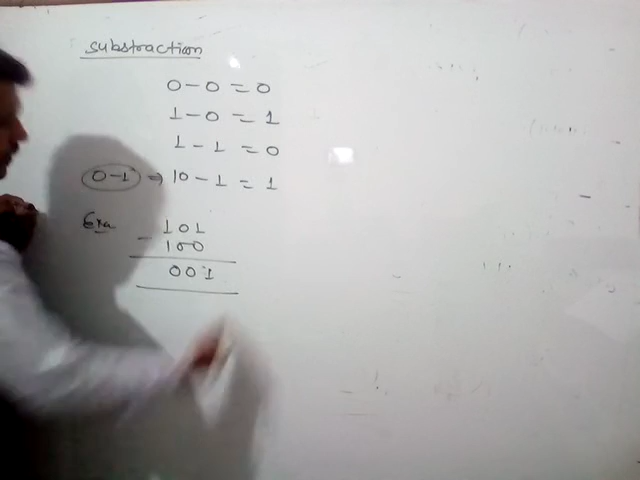 substraction
0 - 0 = 0
1 - 0 = 1
1 - 1 = 0
0-1 ⇒ 10 - 1 = 1
Exa 101
- 100
001